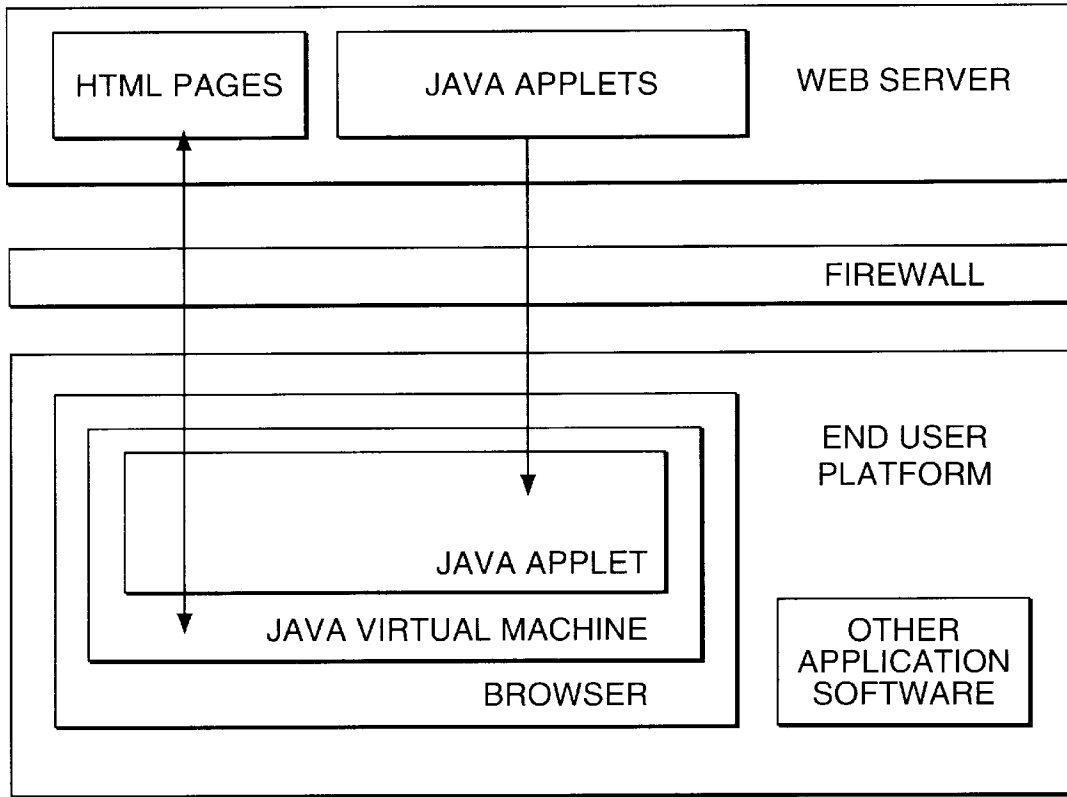 HTML PAGES
JAVA APPLETS
WEB SERVER
FIREWALL
END USER
PLATFORM
JAVA APPLET
JAVA VIRTUAL MACHINE
BROWSER
OTHER
APPLICATION
SOFTWARE